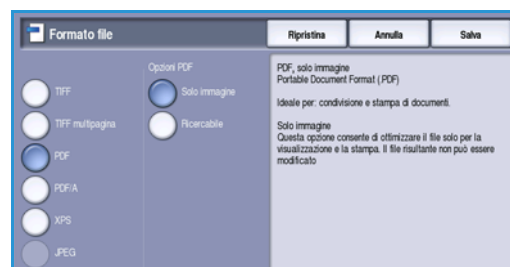 Formato file
Ripristina
Annulla
Salva
TIFF
TIFF multipagina
PDF
PDF/A
XPS
JPEG
Opzioni PDF
Solo immagine
Ricercabile
PDF, solo immagine
Portable Document Format (.PDF)
Ideale per: condivisione e stampa di documenti.
Solo immagine
Questa opzione consente di ottimizzare il file solo per la
visualizzazione e la stampa. Il file risultante non può essere
modificato